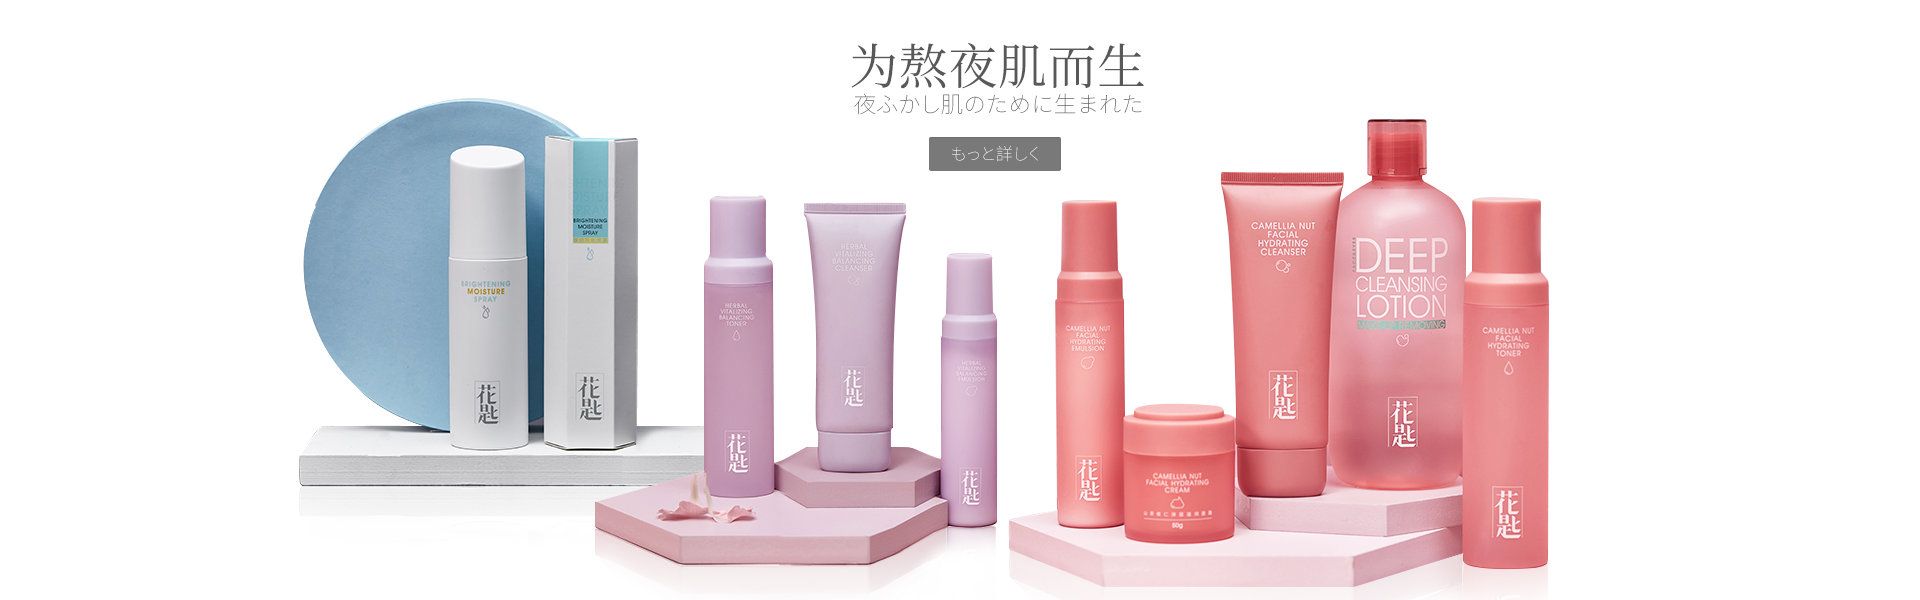 为熬夜肌而生
夜ふかし肌のために生まれた
もっと詳しく
BRIGHTENING
MOISTURE
SPRAY
花匙
BRIGHTENING
MOISTURE
SPRAY
花匙
HERBAL
VITALIZING
BALANCING
TONER
花匙
HERBAL
VITALIZING
BALANCING
CLEANSER
花匙
HERBAL
VITALIZING
BALANCING
EMULSION
花匙
CAMELLIA NUT
FACIAL
HYDRATING
EMULSION
花匙
CAMELLIA NUT
FACIAL HYDRATING
CREAM
50g
CAMELLIA NUT
FACIAL
HYDRATING
CLEANSER
花匙
DEEP
CLEANSING
LOTION
MAKE-UP REMOVING
花匙
CAMELLIA NUT
FACIAL
HYDRATING
TONER
花匙